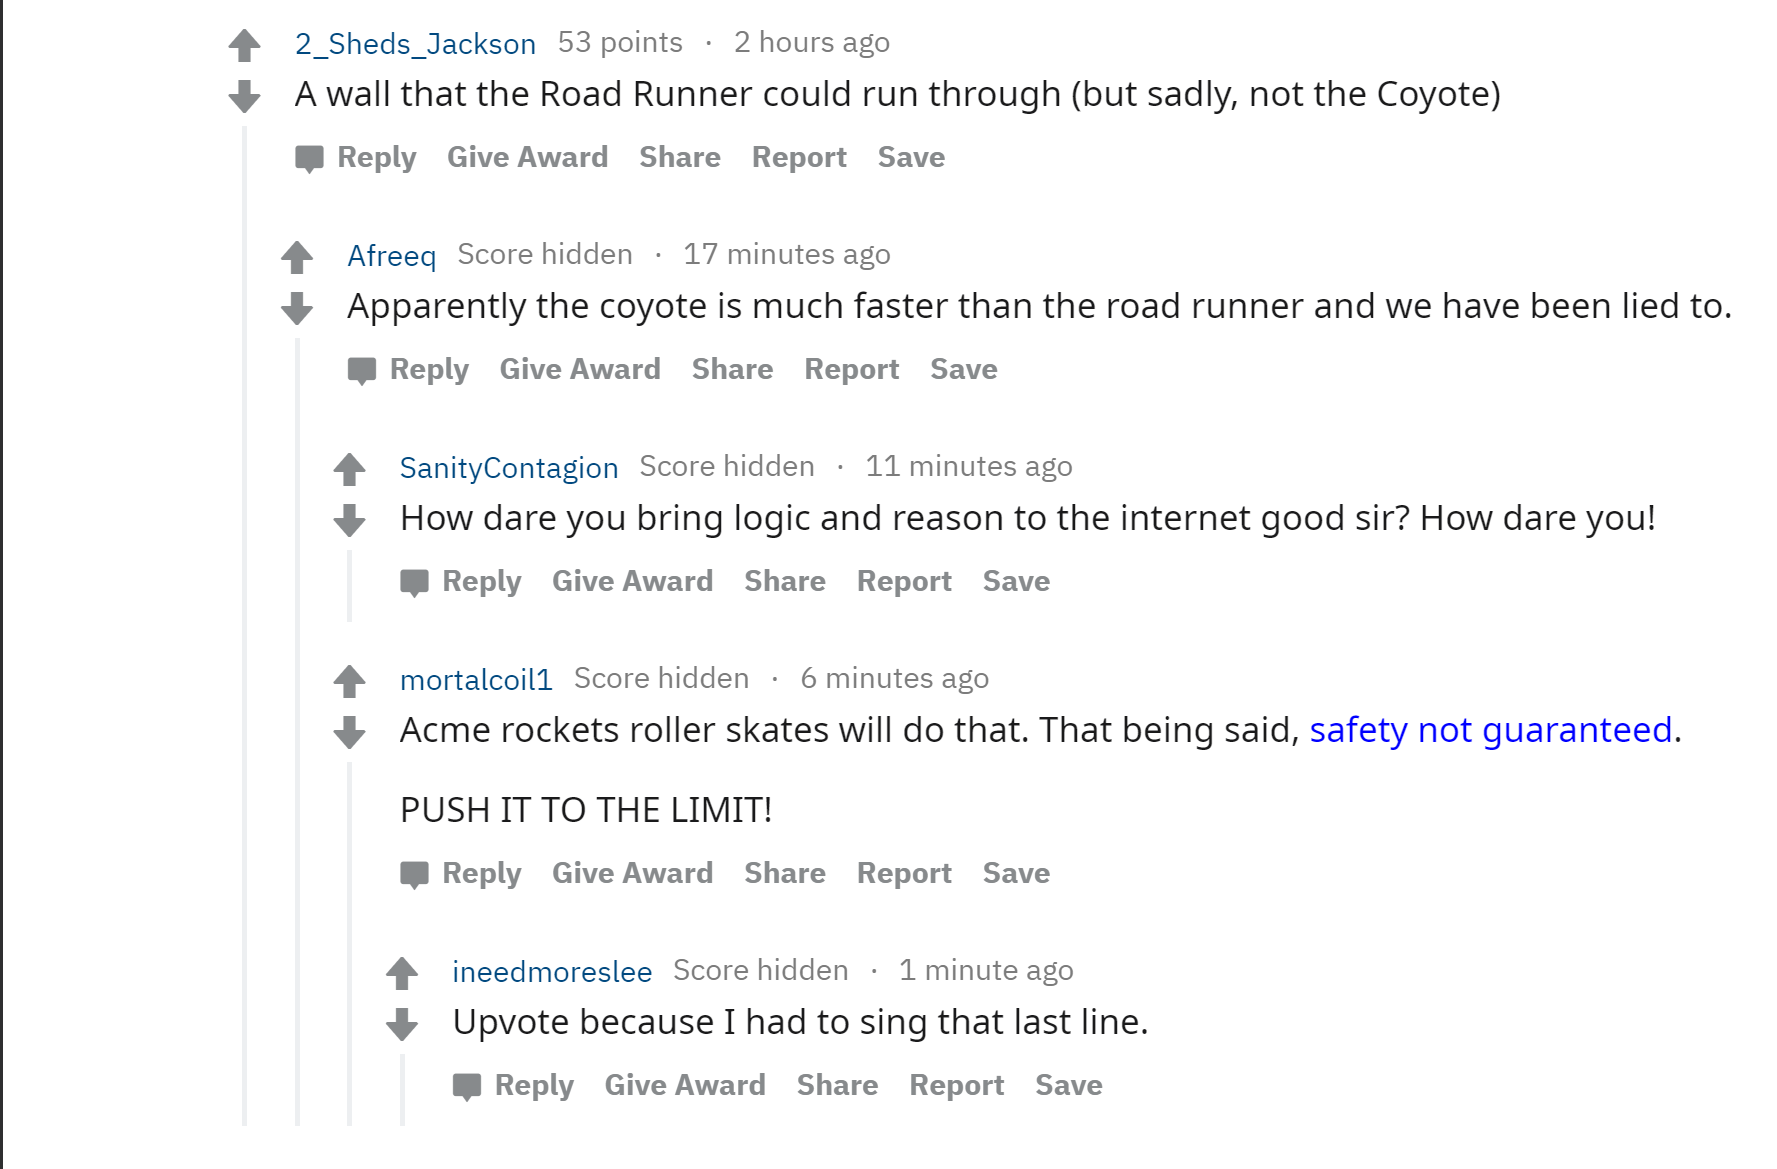 2_Sheds_Jackson 53 points · 2 hours ago
A wall that the Road Runner could run through (but sadly, not the Coyote)
Reply Give Award Share Report Save
Afreeq Score hidden · 17 minutes ago
Apparently the coyote is much faster than the road runner and we have been lied to.
Reply Give Award Share Report Save
SanityContagion Score hidden · 11 minutes ago
How dare you bring logic and reason to the internet good sir? How dare you!
Reply Give Award Share Report Save
mortalcoil1 Score hidden · 6 minutes ago
Acme rockets roller skates will do that. That being said, safety not guaranteed.
PUSH IT TO THE LIMIT!
Reply Give Award Share Report Save
ineedmoreslee Score hidden · 1 minute ago
Upvote because I had to sing that last line.
Reply Give Award Share Report Save